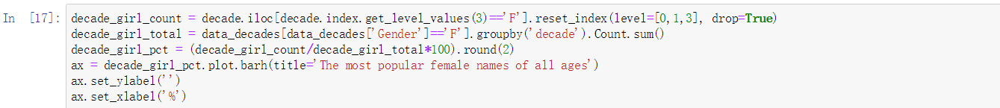 In [17]: decade_girl_count = decade.iloc[decade.index.get_level_values(3)=='F'].reset_index(level=[0,1,3], drop=True)
decade_girl_total = data_decades[data_decades['Gender']=='F'].groupby('decade').Count.sum()
decade_girl_pct = (decade_girl_count/decade_girl_total*100).round(2)
ax = decade_girl_pct.plot.barh(title='The most popular female names of all ages')
ax.set_ylabel('')
ax.set_xlabel('%')